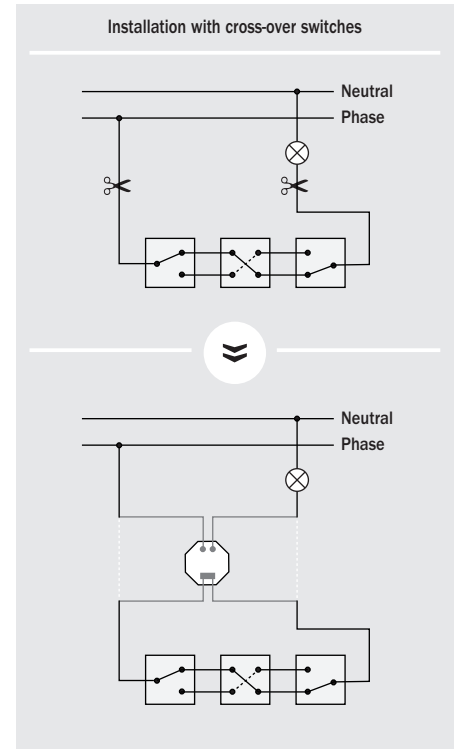 Installation with cross-over switches
Neutral
Phase
Neutral
Phase